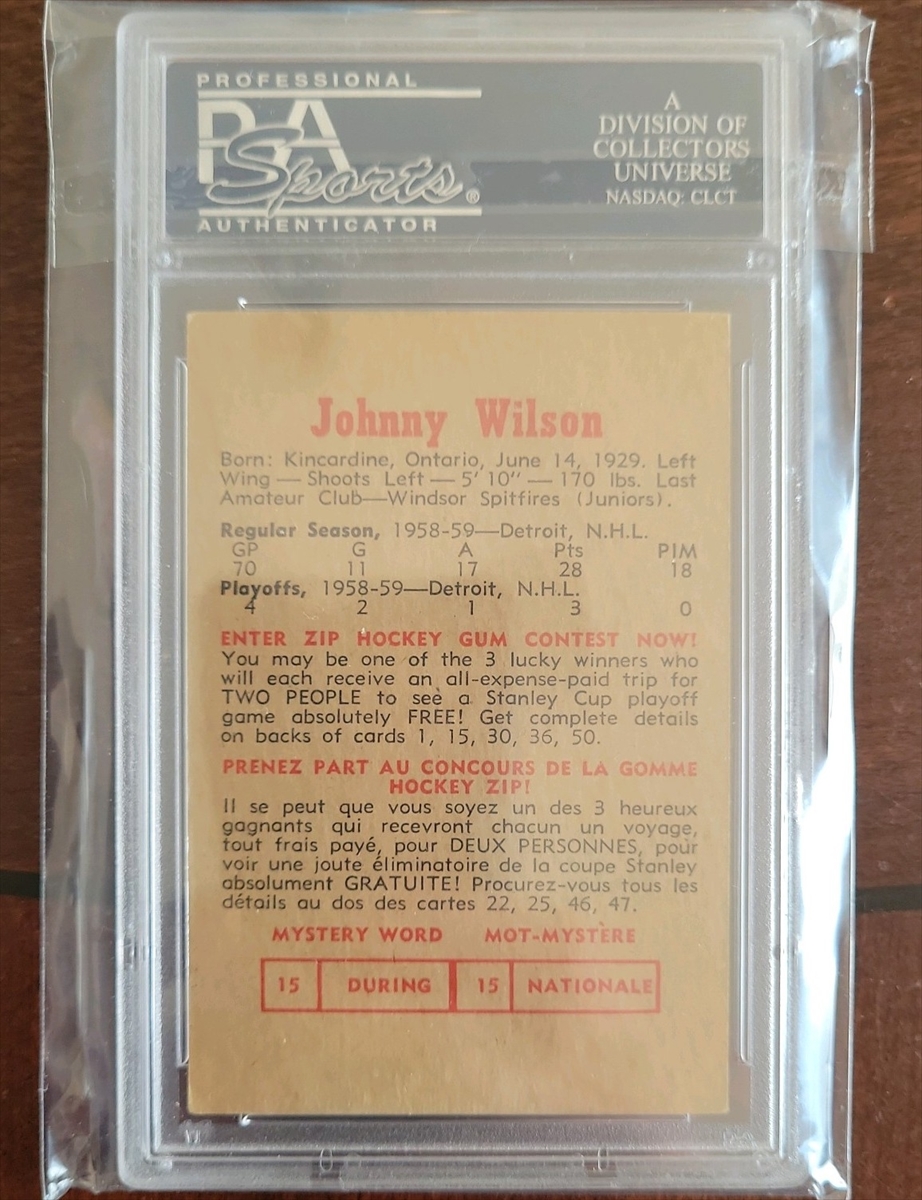 PROFESSIONAL
PSA
Sports®
AUTHENTICATOR
A
DIVISION OF
COLLECTORS
UNIVERSE
NASDAQ: CLCT
Johnny Wilson
Born: Kincardine, Ontario, June 14, 1929. Left
Wing — Shoots Left — 5' 10" — 170 lbs. Last
Amateur Club—Windsor Spitfires (Juniors).
Regular Season, 1958-59—Detroit, N.H.L.
GP G A Pts PIM
70 11 17 28 18
Playoffs, 1958-59—Detroit, N.H.L.
4 2 1 3 0
ENTER ZIP HOCKEY GUM CONTEST NOW!
You may be one of the 3 lucky winners who
will each receive an all-expense-paid trip for
TWO PEOPLE to see a Stanley Cup playoff
game absolutely FREE! Get complete details
on backs of cards 1, 15, 30, 36, 50.
PRENEZ PART AU CONCOURS DE LA GOMME
HOCKEY ZIP!
Il se peut que vous soyez un des 3 heureux
gagnants qui recevront chacun un voyage,
tout frais payé, pour DEUX PERSONNES, pour
voir une joute éliminatoire de la coupe Stanley
absolument GRATUITE! Procurez-vous tous les
détails au dos des cartes 22, 25, 46, 47.
MYSTERY WORD MOT-MYSTÈRE
15 DURING 15 NATIONALE